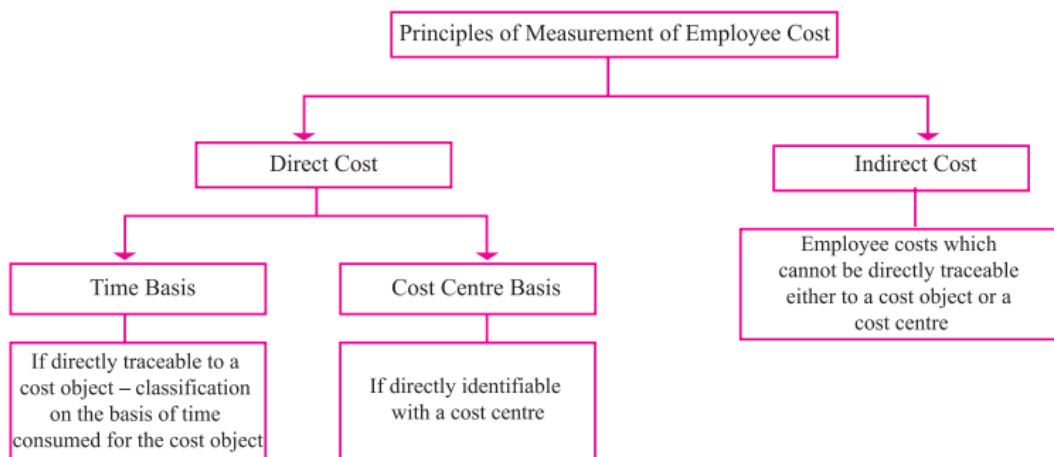 Principles of Measurement of Employee Cost
Direct Cost
Indirect Cost
Time Basis
Cost Centre Basis
Employee costs which
cannot be directly traceable
either to a cost object or a
cost centre
If directly traceable to a
cost object – classification
on the basis of time
consumed for the cost object
If directly identifiable
with a cost centre